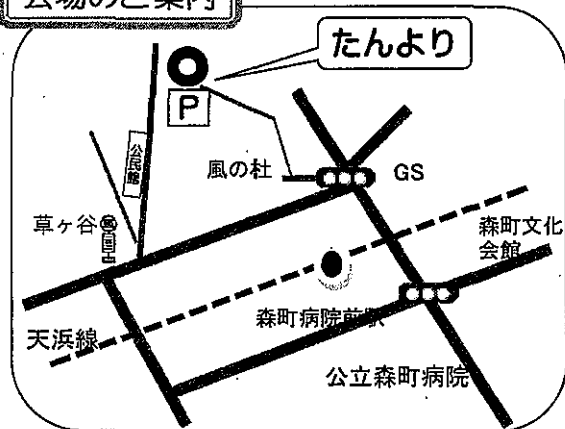 会場のご案内
たんより
P
公民館
風の杜
GS
草ヶ谷
森町文化
会館
森町病院前駅
天浜線
公立森町病院